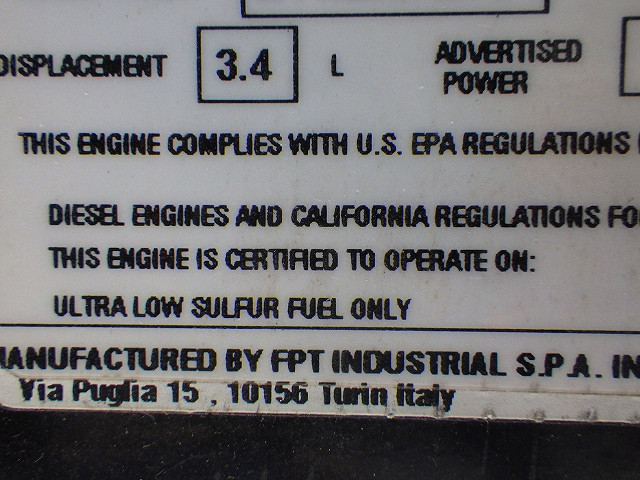 DISPLACEMENT 3.4 L ADVERTISED POWER
THIS ENGINE COMPLIES WITH U.S. EPA REGULATIONS
DIESEL ENGINES AND CALIFORNIA REGULATIONS FO
THIS ENGINE IS CERTIFIED TO OPERATE ON:
ULTRA LOW SULFUR FUEL ONLY
MANUFACTURED BY FPT INDUSTRIAL S.P.A. IN
Via Puglia 15 , 10156 Turin Italy